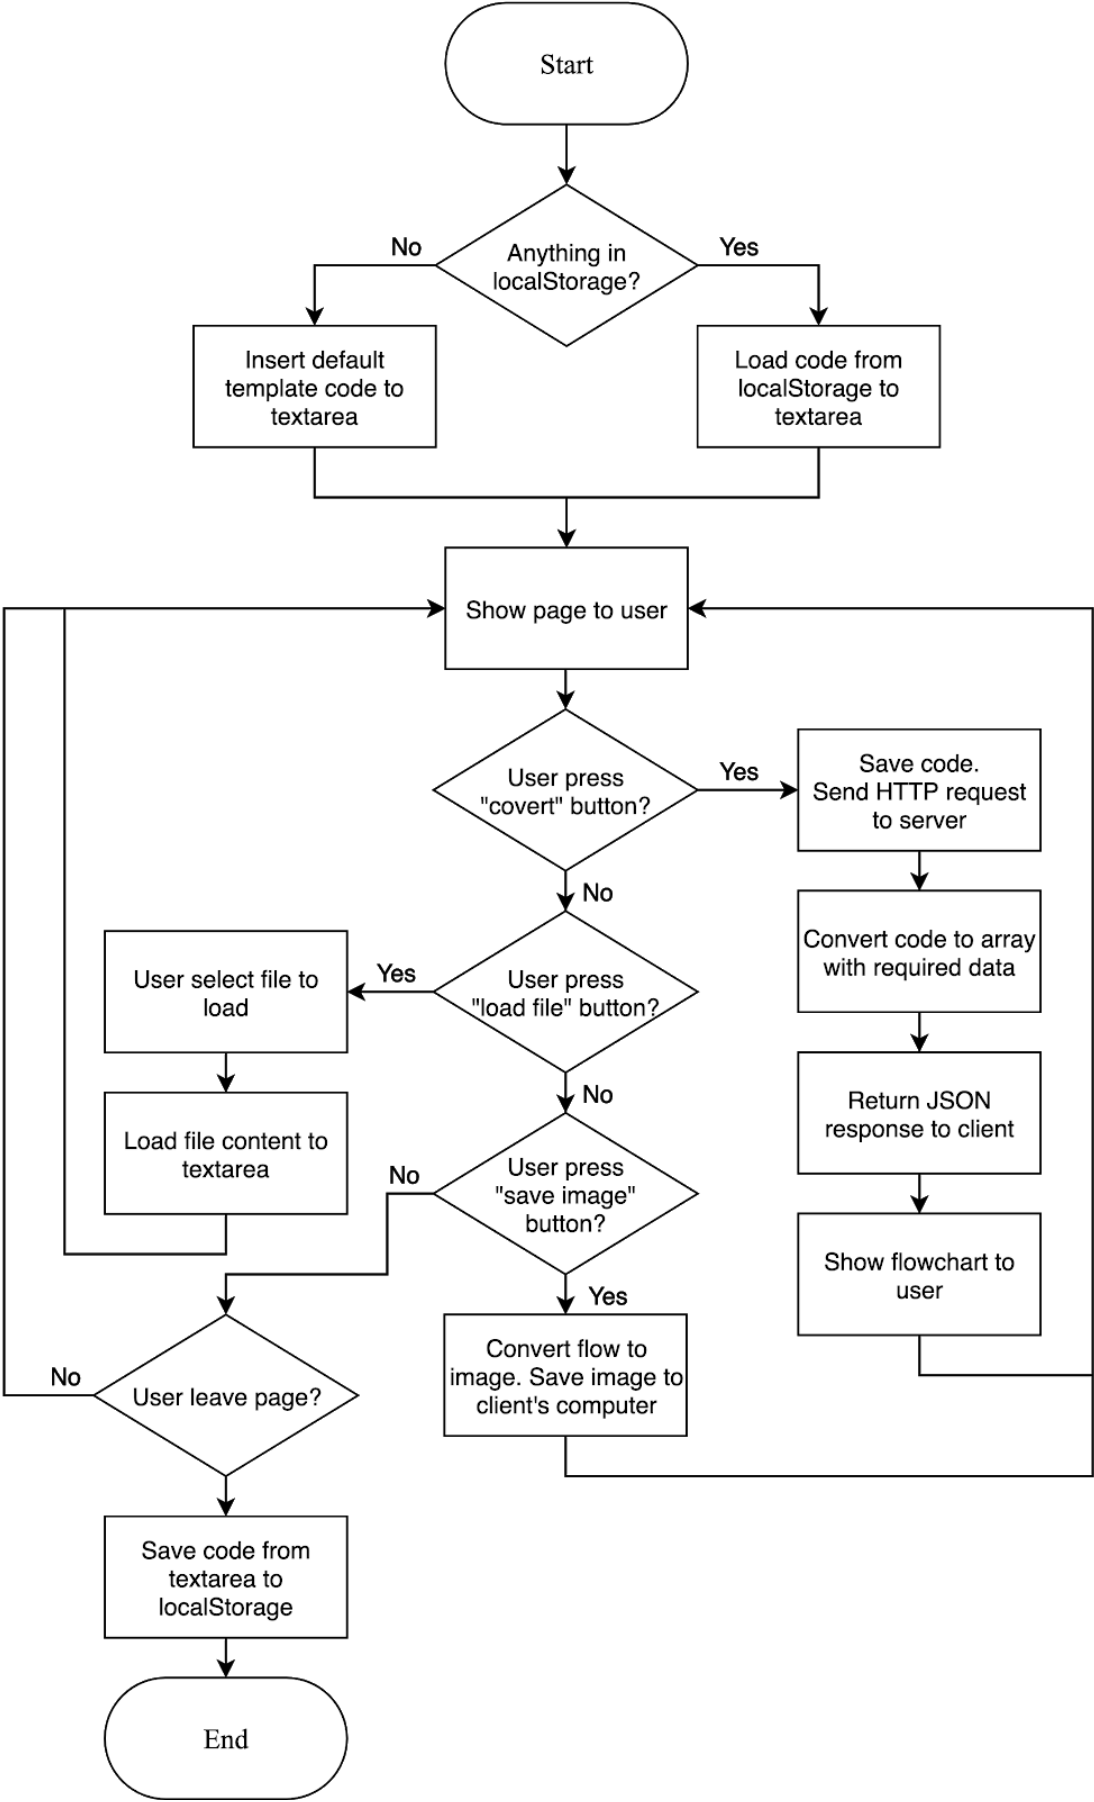 Start
Anything in
localStorage?
No
Yes
Insert default
template code to
textarea
Load code from
localStorage to
textarea
Show page to user
User press
"covert" button?
Yes
Save code.
Send HTTP request
to server
No
Convert code to array
with required data
User press
"load file" button?
Yes
User select file to
load
No
Return JSON
response to client
Load file content to
textarea
User press
"save image"
button?
No
Yes
Show flowchart to
user
Convert flow to
image. Save image to
client's computer
User leave page?
No
Save code from
textarea to
localStorage
End